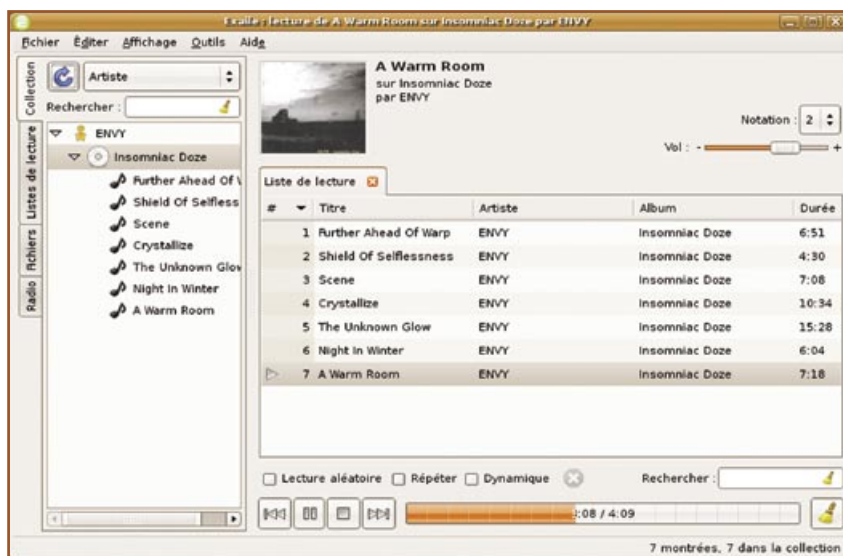 Exaile : lecture de A Warm Room sur Insomniac Doze par ENVY
Fichier Éditer Affichage Outils Aide
Collection
Listes de lecture
Fichiers
Radio
Artiste
Rechercher :
ENVY
Insomniac Doze
Further Ahead Of
Shield Of Selfless
Scene
Crystallize
The Unknown Glow
Night In Winter
A Warm Room
A Warm Room
sur Insomniac Doze
par ENVY
Notation : 2
Vol : - +
Liste de lecture
# Titre Artiste Album Durée
1 Further Ahead Of Warp ENVY Insomniac Doze 6:51
2 Shield Of Selflessness ENVY Insomniac Doze 4:30
3 Scene ENVY Insomniac Doze 7:08
4 Crystallize ENVY Insomniac Doze 10:34
5 The Unknown Glow ENVY Insomniac Doze 15:28
6 Night In Winter ENVY Insomniac Doze 6:04
7 A Warm Room ENVY Insomniac Doze 7:18
Lecture aléatoire Répéter Dynamique Rechercher :
:08 / 4:09
7 montrées, 7 dans la collection